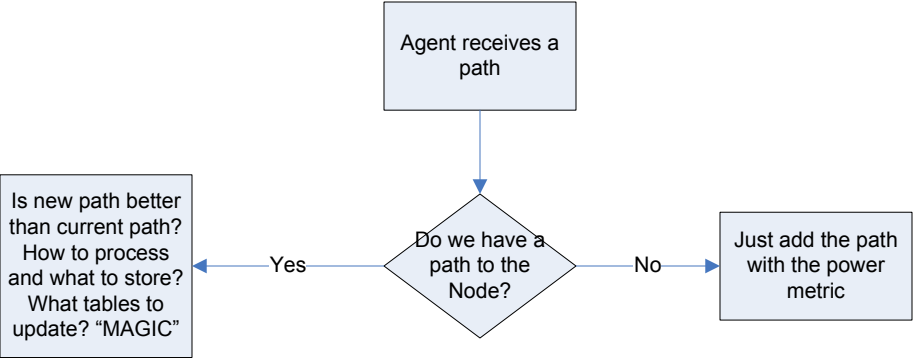 Agent receives a
path
Is new path better
than current path?
How to process
and what to store?
What tables to
update? “MAGIC”
Yes
Do we have a
path to the
Node?
No
Just add the path
with the power
metric